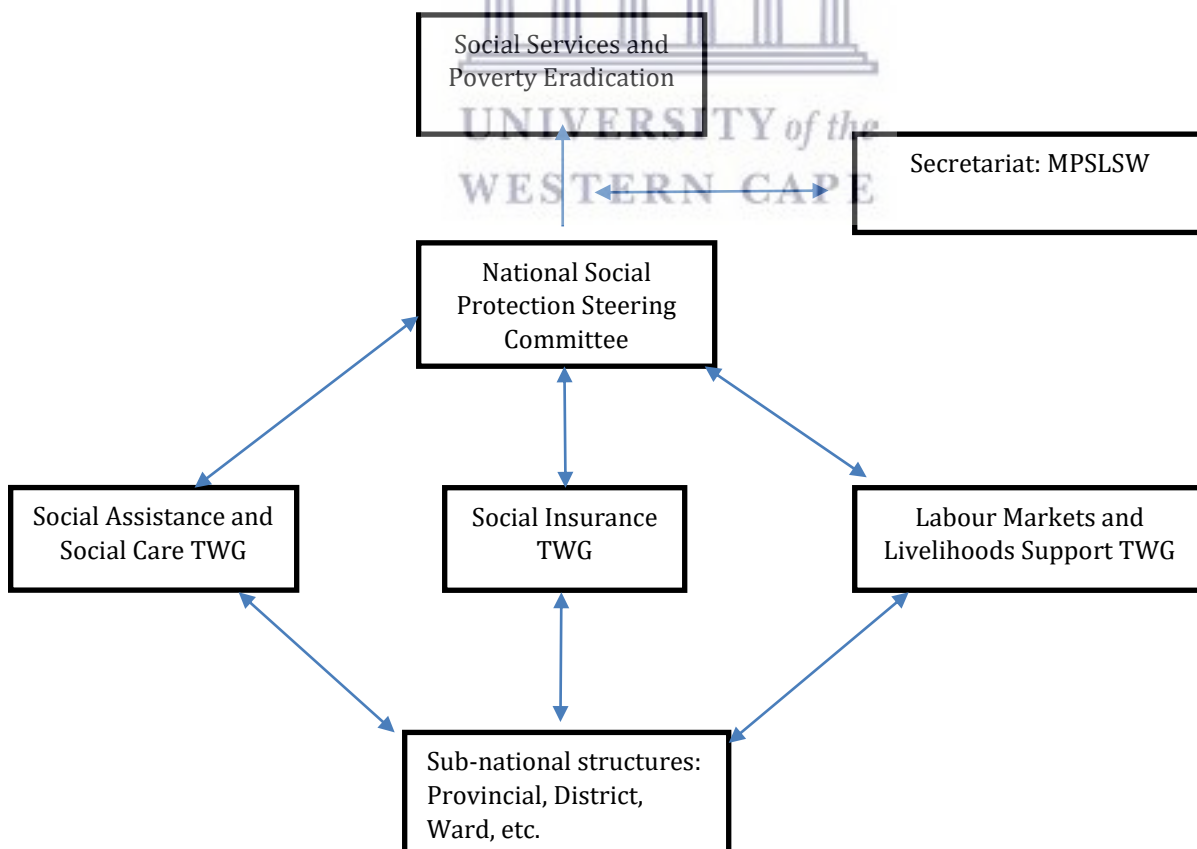 Social Services and
Poverty Eradication
UNIVERSITY of the
WESTERN CAPE
Secretariat: MPSLSW
National Social
Protection Steering
Committee
Social Assistance and
Social Care TWG
Social Insurance
TWG
Labour Markets and
Livelihoods Support TWG
Sub-national structures:
Provincial, District,
Ward, etc.